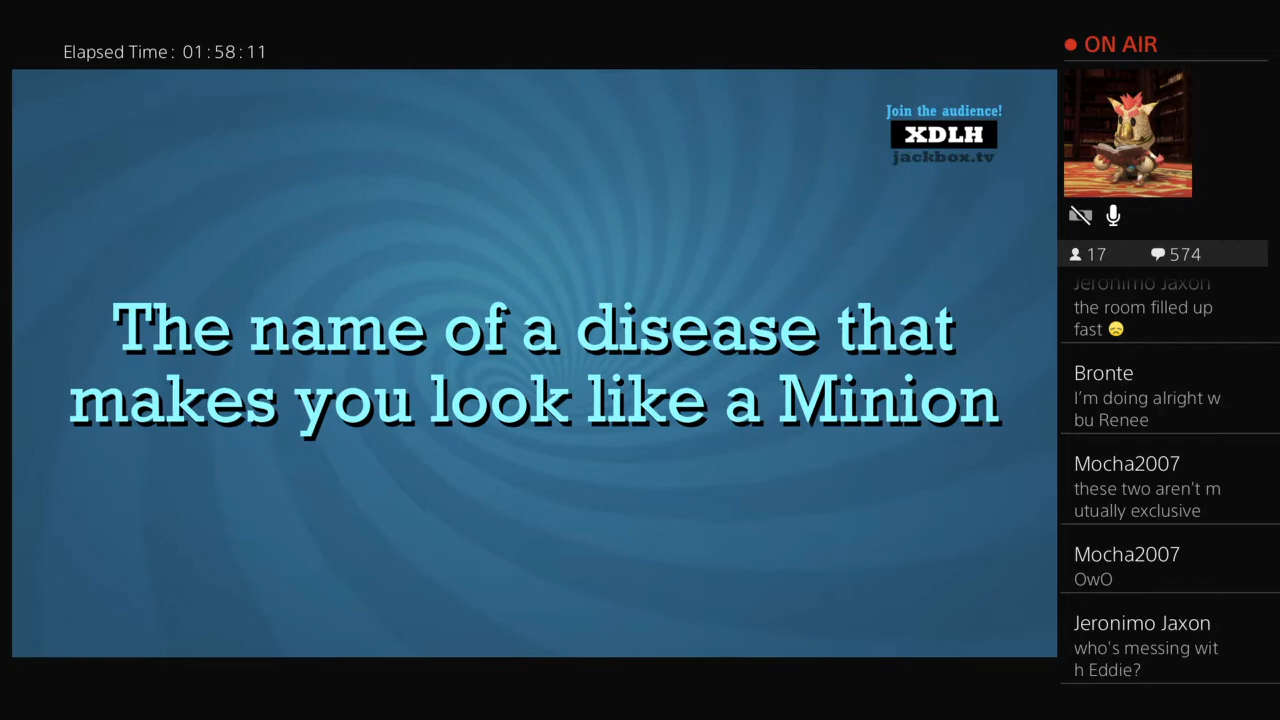 Elapsed Time: 01:58:11
Join the audience!
XDLH
jackbox.tv
The name of a disease that
makes you look like a Minion
ON AIR
17 574
Jeronimo Jaxon
the room filled up
fast 😞
Bronte
I'm doing alright w
bu Renee
Mocha2007
these two aren't m
utually exclusive
Mocha2007
OwO
Jeronimo Jaxon
who's messing wit
h Eddie?